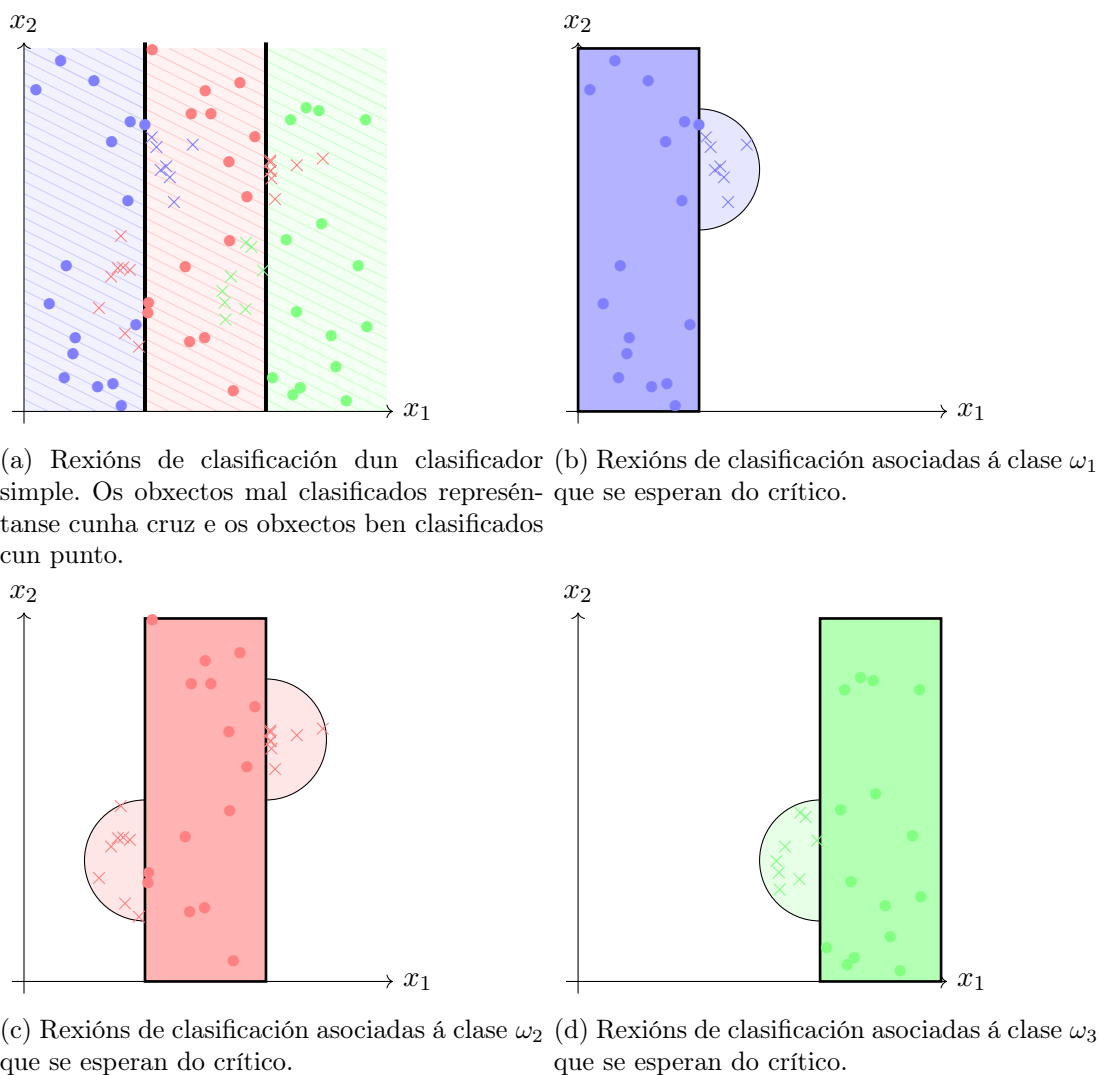 x₂
x₁
x₂
x₁
(a) Rexións de clasificación dun clasificador
simple. Os obxectos mal clasificados represén-
tanse cunha cruz e os obxectos ben clasificados
cun punto.
(b) Rexións de clasificación asociadas á clase ω₁
que se esperan do crítico.
x₂
x₁
x₂
x₁
(c) Rexións de clasificación asociadas á clase ω₂
que se esperan do crítico.
(d) Rexións de clasificación asociadas á clase ω₃
que se esperan do crítico.